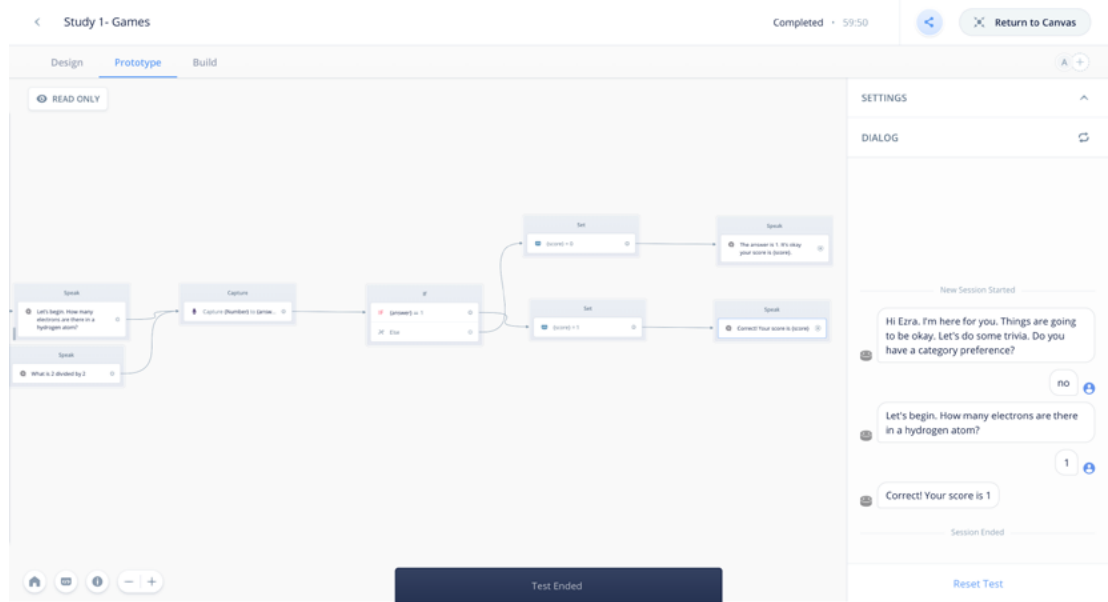 Study 1- Games
Completed · 59:50
Return to Canvas
Design
Prototype
Build
A
+
READ ONLY
SETTINGS
DIALOG
Set
{score} = 0
Speak
The answer is 1. It's okay
your score is {score}.
Speak
Let's begin. How many
electrons are there in a
hydrogen atom?
Capture
Capture {Number} to {answ...
If
IF
{answer} is 1
Else
Set
{score} = 1
Speak
Correct! Your score is {score}
Speak
What is 2 divided by 2
New Session Started
Hi Ezra. I'm here for you. Things are going
to be okay. Let's do some trivia. Do you
have a category preference?
no
Let's begin. How many electrons are there
in a hydrogen atom?
1
Correct! Your score is 1
Session Ended
Test Ended
Reset Test